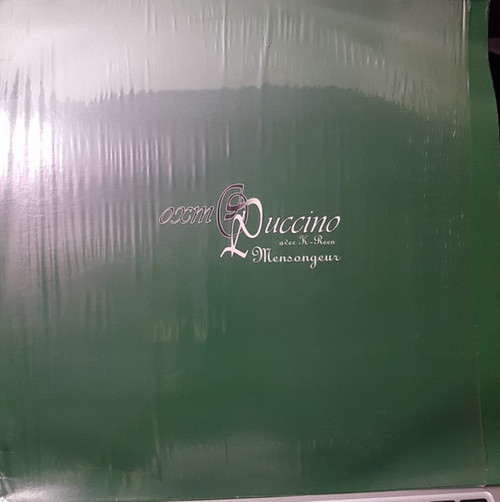 oxmo Puccino
avec K-Reen
Mensongeur